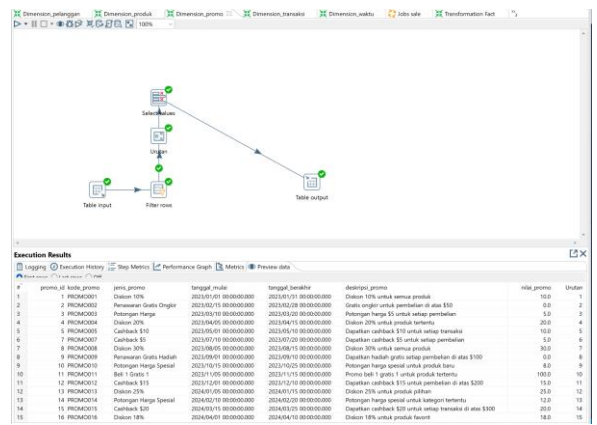 Dimension_pelanggan Dimension_produk Dimension_promo Dimension_transaksi Dimension_waktu Jobs sale Transformation Fact
100%
Select values
Urutan
Table input Filter rows Table output
Execution Results
Logging Execution History Step Metrics Performance Graph Metrics Preview data
First rows Last rows Off
# promo_id kode_promo jenis_promo tanggal_mulai tanggal_berakhir deskripsi_promo nilai_promo Urutan
1 1 PROMO001 Diskon 10% 2023/01/01 00:00:00.000 2023/01/31 00:00:00.000 Diskon 10% untuk semua produk 10.0 1
2 2 PROMO002 Penawaran Gratis Ongkir 2023/02/15 00:00:00.000 2023/02/28 00:00:00.000 Gratis ongkir untuk pembelian di atas $50 0.0 2
3 3 PROMO003 Potongan Harga 2023/03/10 00:00:00.000 2023/03/20 00:00:00.000 Potongan harga $5 untuk setiap pembelian 5.0 3
4 4 PROMO004 Diskon 20% 2023/04/05 00:00:00.000 2023/04/15 00:00:00.000 Diskon 20% untuk produk tertentu 20.0 4
5 5 PROMO005 Cashback $10 2023/05/01 00:00:00.000 2023/05/10 00:00:00.000 Dapatkan cashback $10 untuk setiap transaksi 10.0 5
6 7 PROMO007 Cashback $5 2023/07/10 00:00:00.000 2023/07/20 00:00:00.000 Dapatkan cashback $5 untuk setiap pembelian 5.0 6
7 8 PROMO008 Diskon 30% 2023/08/05 00:00:00.000 2023/08/15 00:00:00.000 Diskon 30% untuk semua produk 30.0 7
8 9 PROMO009 Penawaran Gratis Hadiah 2023/09/01 00:00:00.000 2023/09/10 00:00:00.000 Dapatkan hadiah gratis setiap pembelian di atas $100 0.0 8
9 10 PROMO010 Potongan Harga Spesial 2023/10/15 00:00:00.000 2023/10/25 00:00:00.000 Potongan harga spesial untuk produk baru 8.0 9
10 11 PROMO011 Beli 1 Gratis 1 2023/11/05 00:00:00.000 2023/11/15 00:00:00.000 Promo beli 1 gratis 1 untuk produk tertentu 100.0 10
11 12 PROMO012 Cashback $15 2023/12/01 00:00:00.000 2023/12/10 00:00:00.000 Dapatkan cashback $15 untuk pembelian di atas $200 15.0 11
12 13 PROMO013 Diskon 25% 2024/01/05 00:00:00.000 2024/01/15 00:00:00.000 Diskon 25% untuk produk pilihan 25.0 12
13 14 PROMO014 Potongan Harga Spesial 2024/02/10 00:00:00.000 2024/02/20 00:00:00.000 Potongan harga spesial untuk kategori tertentu 12.0 13
14 15 PROMO015 Cashback $20 2024/03/15 00:00:00.000 2024/03/25 00:00:00.000 Dapatkan cashback $20 untuk setiap transaksi di atas $300 20.0 14
15 16 PROMO016 Diskon 18% 2024/04/01 00:00:00.000 2024/04/10 00:00:00.000 Diskon 18% untuk produk favorit 18.0 15